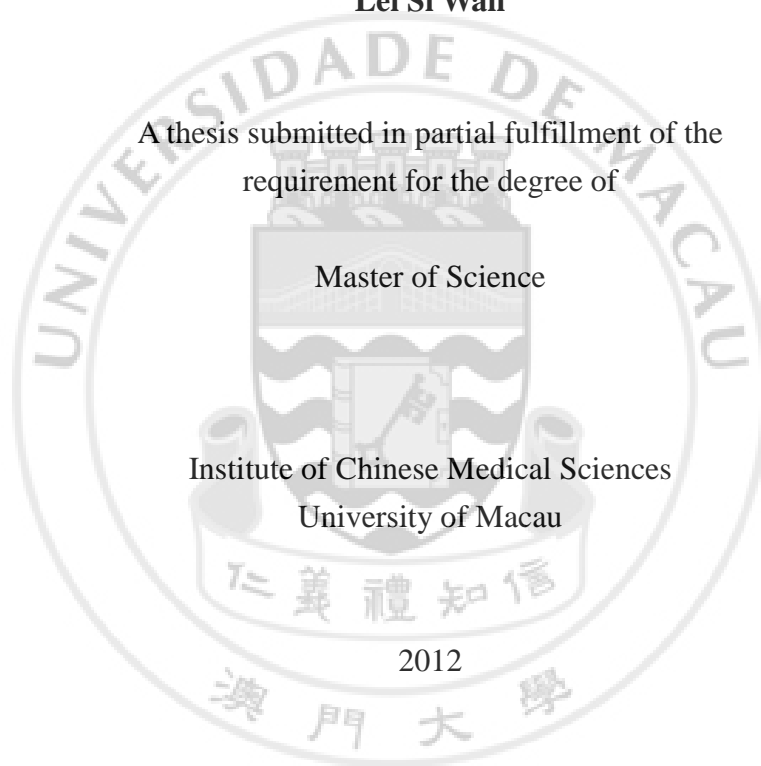 Lei Si Wan
A thesis submitted in partial fulfillment of the
requirement for the degree of
Master of Science
Institute of Chinese Medical Sciences
University of Macau
2012
UNIVERSIDADE DE MACAU
仁義禮知信
澳門大學